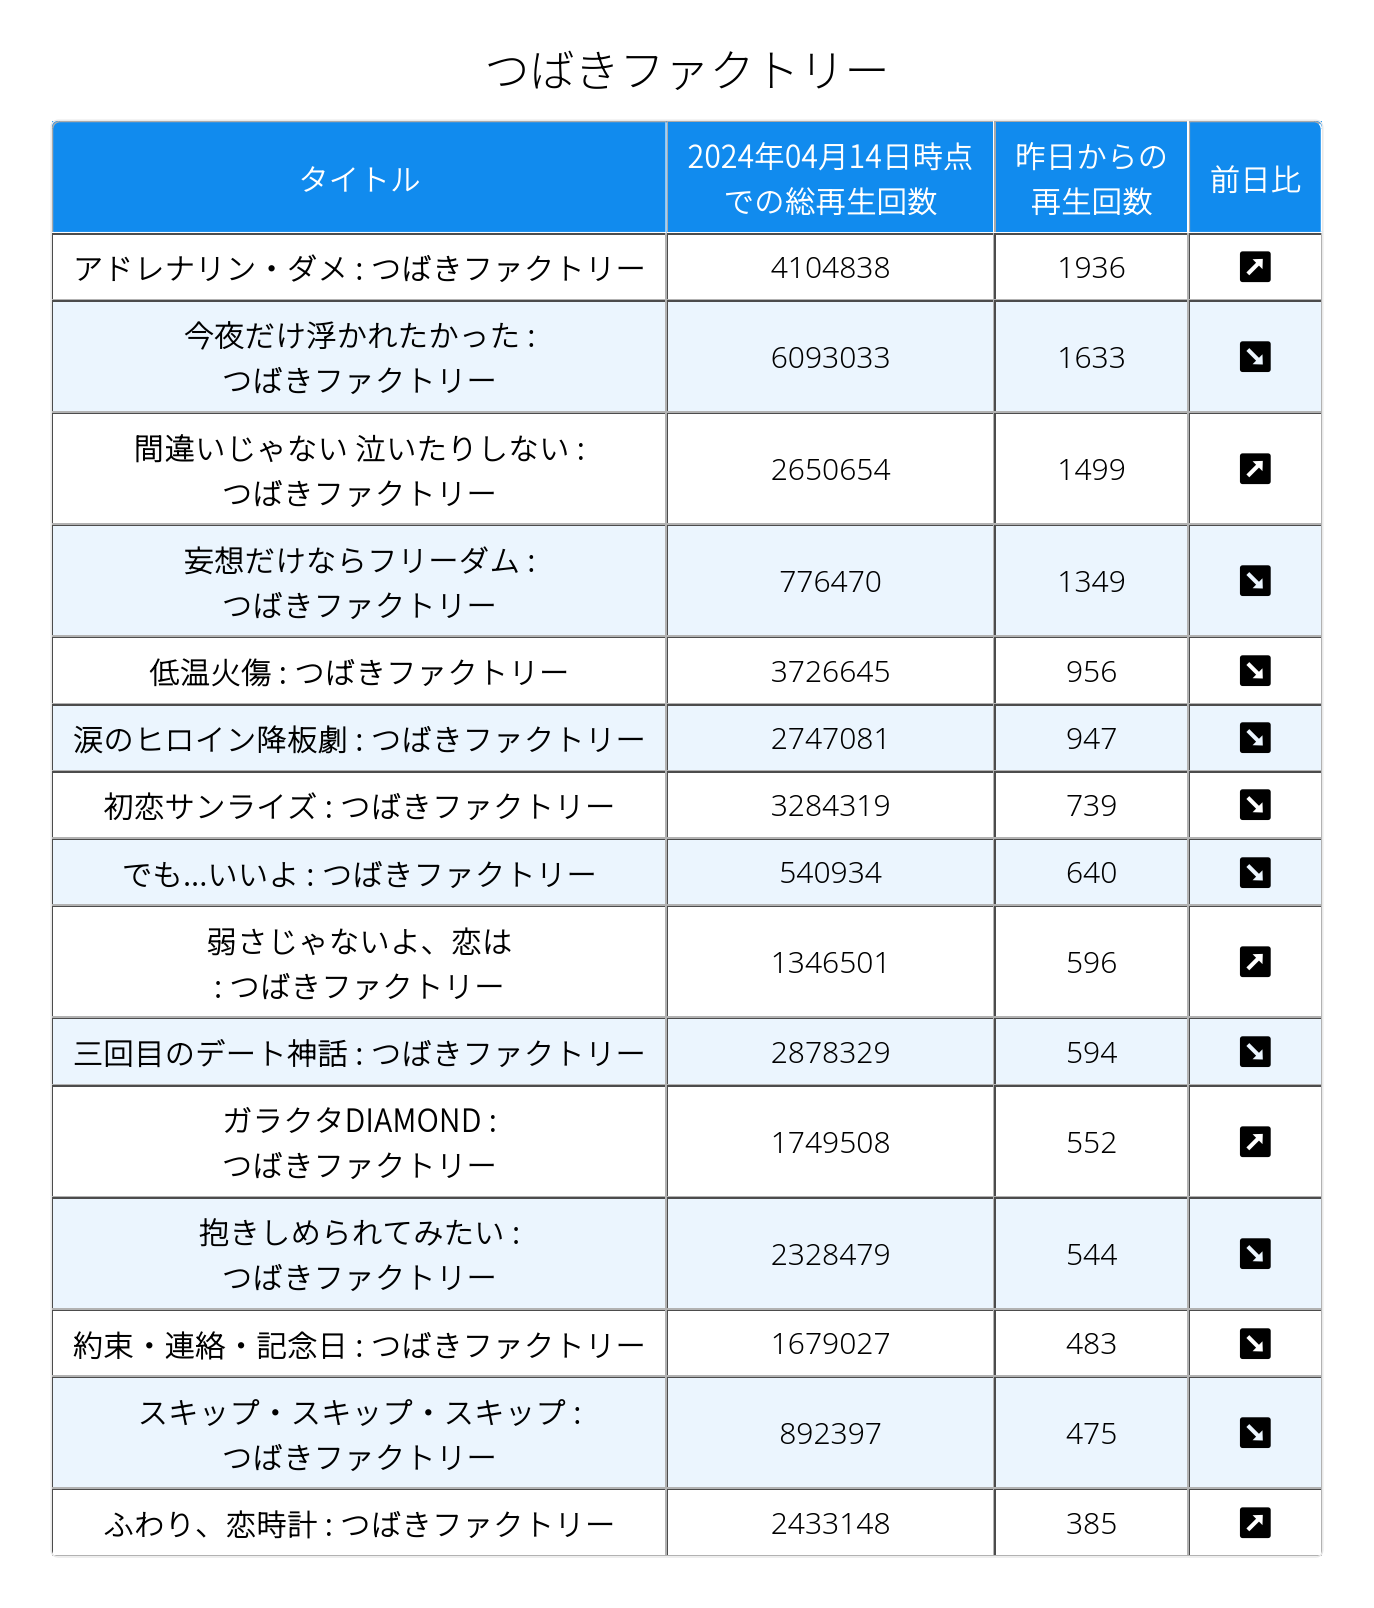 つばきファクトリー
タイトル
2024年04月14日時点
での総再生回数
昨日からの
再生回数
前日比
アドレナリン・ダメ : つばきファクトリー
4104838
1936
今夜だけ浮かれたかった :
つばきファクトリー
6093033
1633
間違いじゃない 泣いたりしない :
つばきファクトリー
2650654
1499
妄想だけならフリーダム :
つばきファクトリー
776470
1349
低温火傷 : つばきファクトリー
3726645
956
涙のヒロイン降板劇 : つばきファクトリー
2747081
947
初恋サンライズ : つばきファクトリー
3284319
739
でも...いいよ : つばきファクトリー
540934
640
弱さじゃないよ、恋は
: つばきファクトリー
1346501
596
三回目のデート神話 : つばきファクトリー
2878329
594
ガラクタDIAMOND :
つばきファクトリー
1749508
552
抱きしめられてみたい :
つばきファクトリー
2328479
544
約束・連絡・記念日 : つばきファクトリー
1679027
483
スキップ・スキップ・スキップ :
つばきファクトリー
892397
475
ふわり、恋時計 : つばきファクトリー
2433148
385